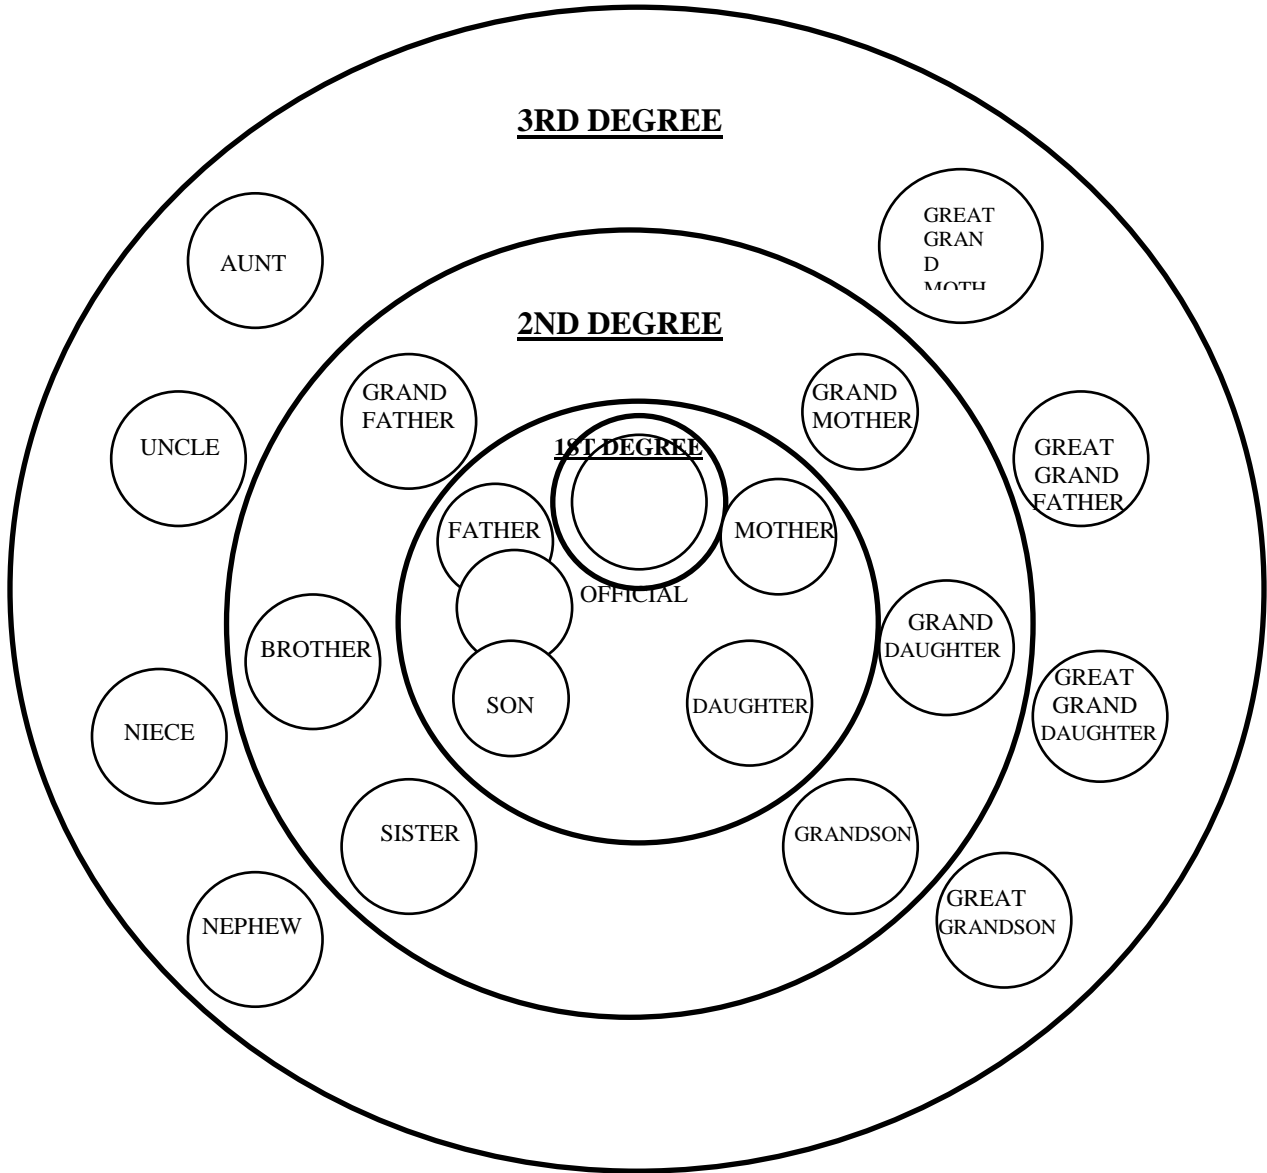 3RD DEGREE
AUNT
GREAT
GRAN
D
MOTH
2ND DEGREE
GRAND
FATHER
GRAND
MOTHER
UNCLE
GREAT
GRAND
FATHER
1ST DEGREE
FATHER
MOTHER
OFFICIAL
BROTHER
GRAND
DAUGHTER
SON
DAUGHTER
NIECE
GREAT
GRAND
DAUGHTER
SISTER
GRANDSON
NEPHEW
GREAT
GRANDSON